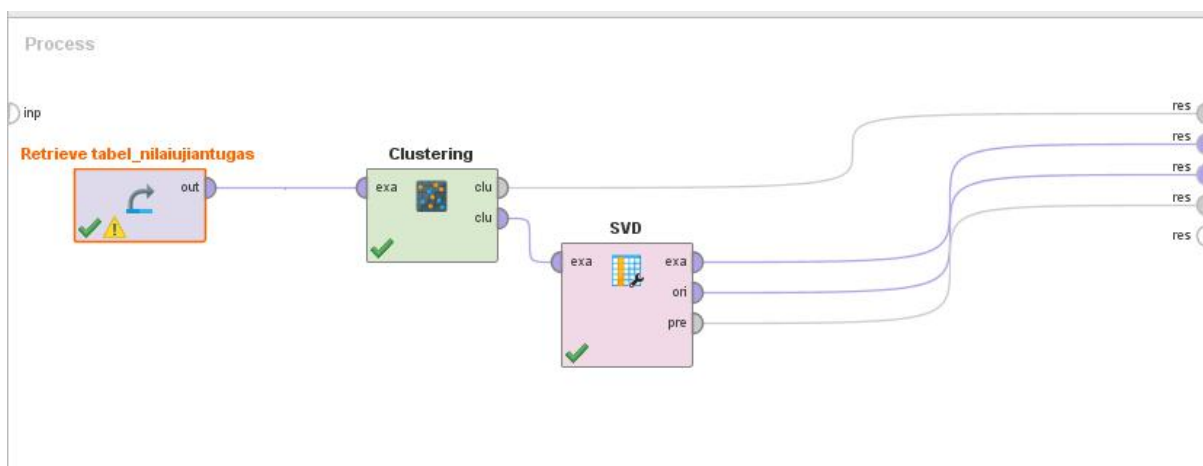 Process
inp
res
res
Retrieve tabel_nilaiujiantugas
Clustering
res
out
exa
clu
res
clu
SVD
res
exa
exa
ori
pre